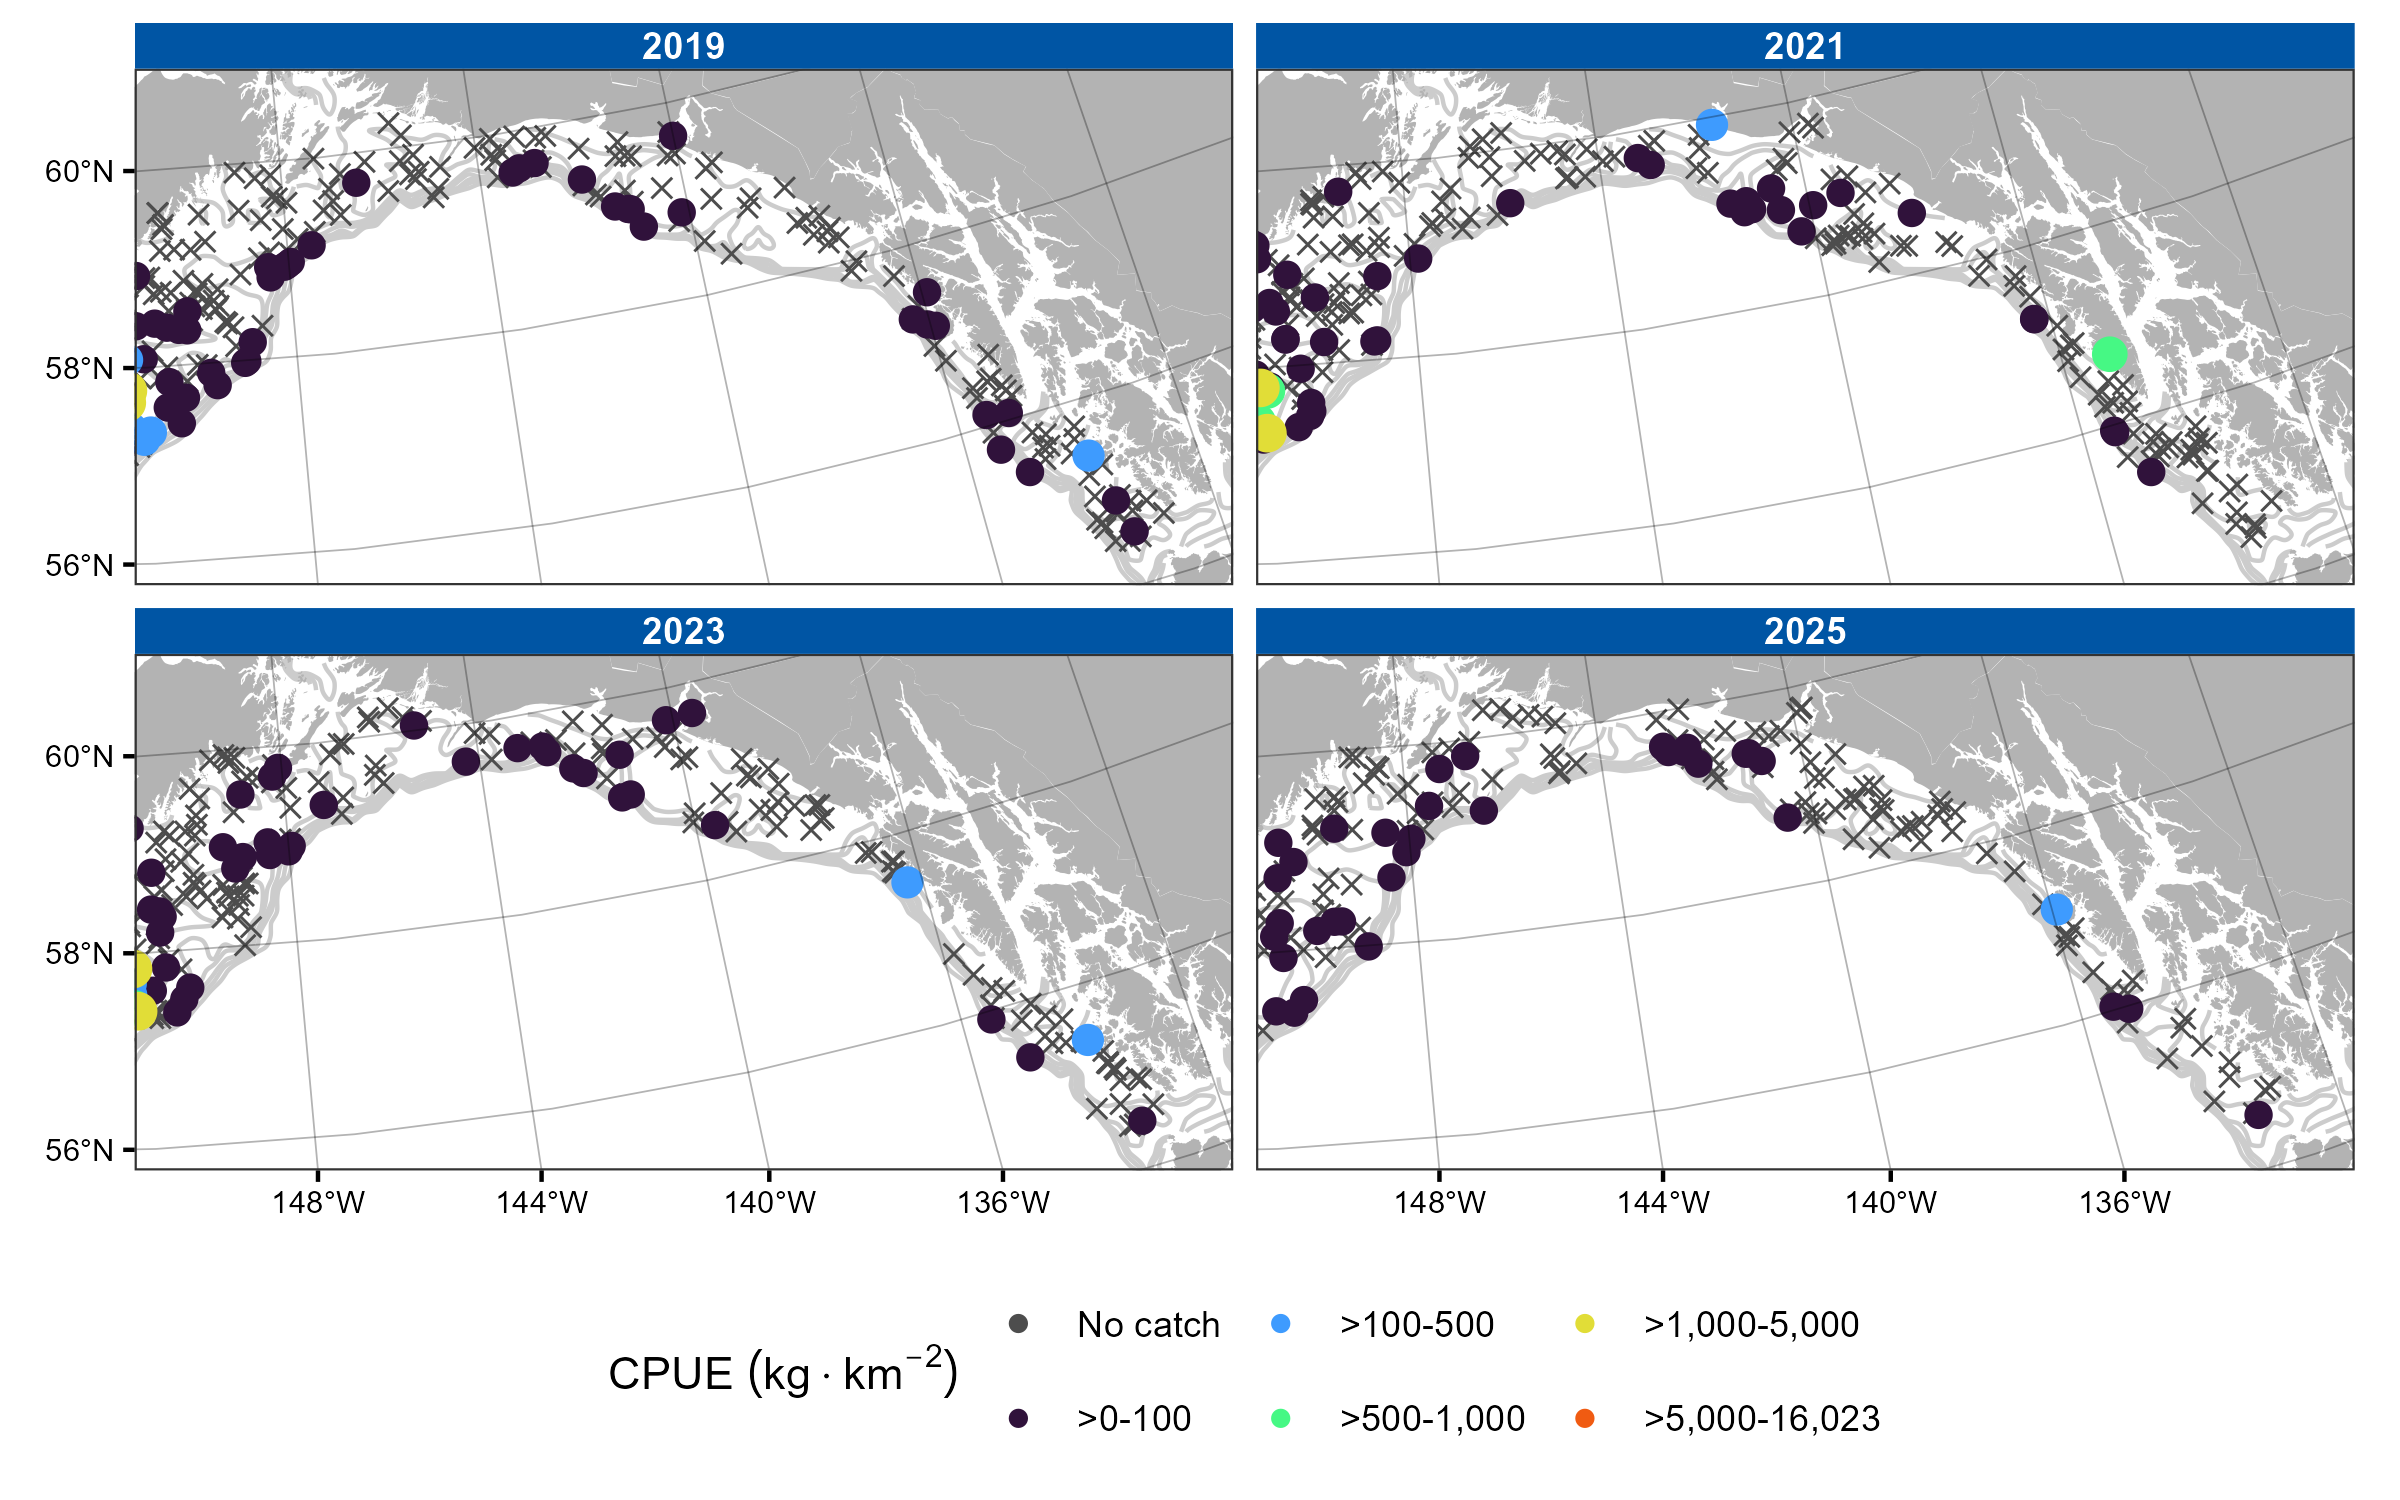 2019
2021
60°N
58°N
56°N
2023
2025
60°N
58°N
56°N
148°W 144°W 140°W 136°W
148°W 144°W 140°W 136°W
CPUE (kg · km⁻²)
No catch
>100-500
>1,000-5,000
>0-100
>500-1,000
>5,000-16,023